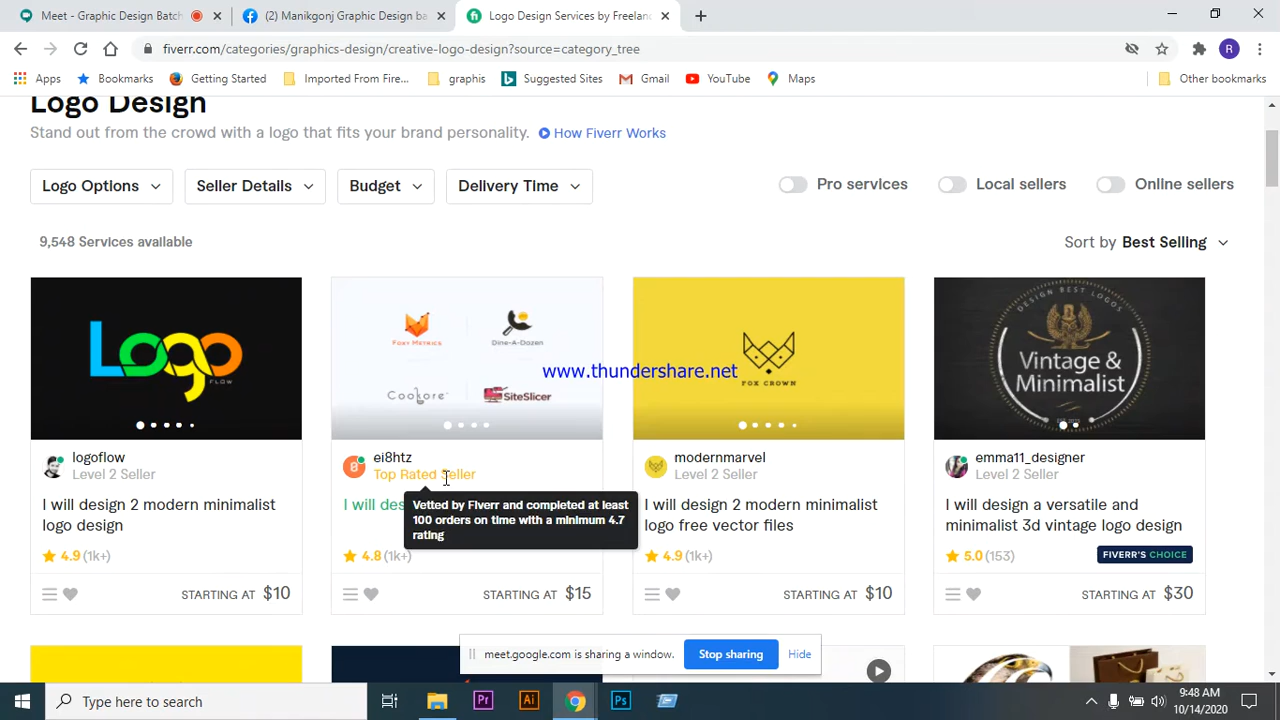 Meet - Graphic Design Batch
(2) Manikgonj Graphic Design bat
Logo Design Services by Freelanc
fiverr.com/categories/graphics-design/creative-logo-design?source=category_tree
R
Apps
Bookmarks
Getting Started
Imported From Fire...
graphis
Suggested Sites
Gmail
YouTube
Maps
Other bookmarks
Logo Design
Stand out from the crowd with a logo that fits your brand personality.
How Fiverr Works
Logo Options
Seller Details
Budget
Delivery Time
Pro services
Local sellers
Online sellers
9,548 Services available
Sort by Best Selling
Logo
FLOW
FOXY METRICS
DINE-A-DOZEN
Cookore
SiteSlicer
FOX CROWN
DESIGN BEST LOGOS
Vintage &
Minimalist
www.thundershare.net
logoflow
Level 2 Seller
I will design 2 modern minimalist
logo design
4.9 (1k+)
STARTING AT $10
ei8htz
Top Rated Seller
I will des
Vetted by Fiverr and completed at least
100 orders on time with a minimum 4.7
rating
4.8 (1k+)
STARTING AT $15
modernmarvel
Level 2 Seller
I will design 2 modern minimalist
logo free vector files
4.9 (1k+)
STARTING AT $10
emma11_designer
Level 2 Seller
I will design a versatile and
minimalist 3d vintage logo design
5.0 (153)
FIVERR'S CHOICE
STARTING AT $30
meet.google.com is sharing a window.
Stop sharing
Hide
Type here to search
Pr
Ai
Ps
9:48 AM
10/14/2020